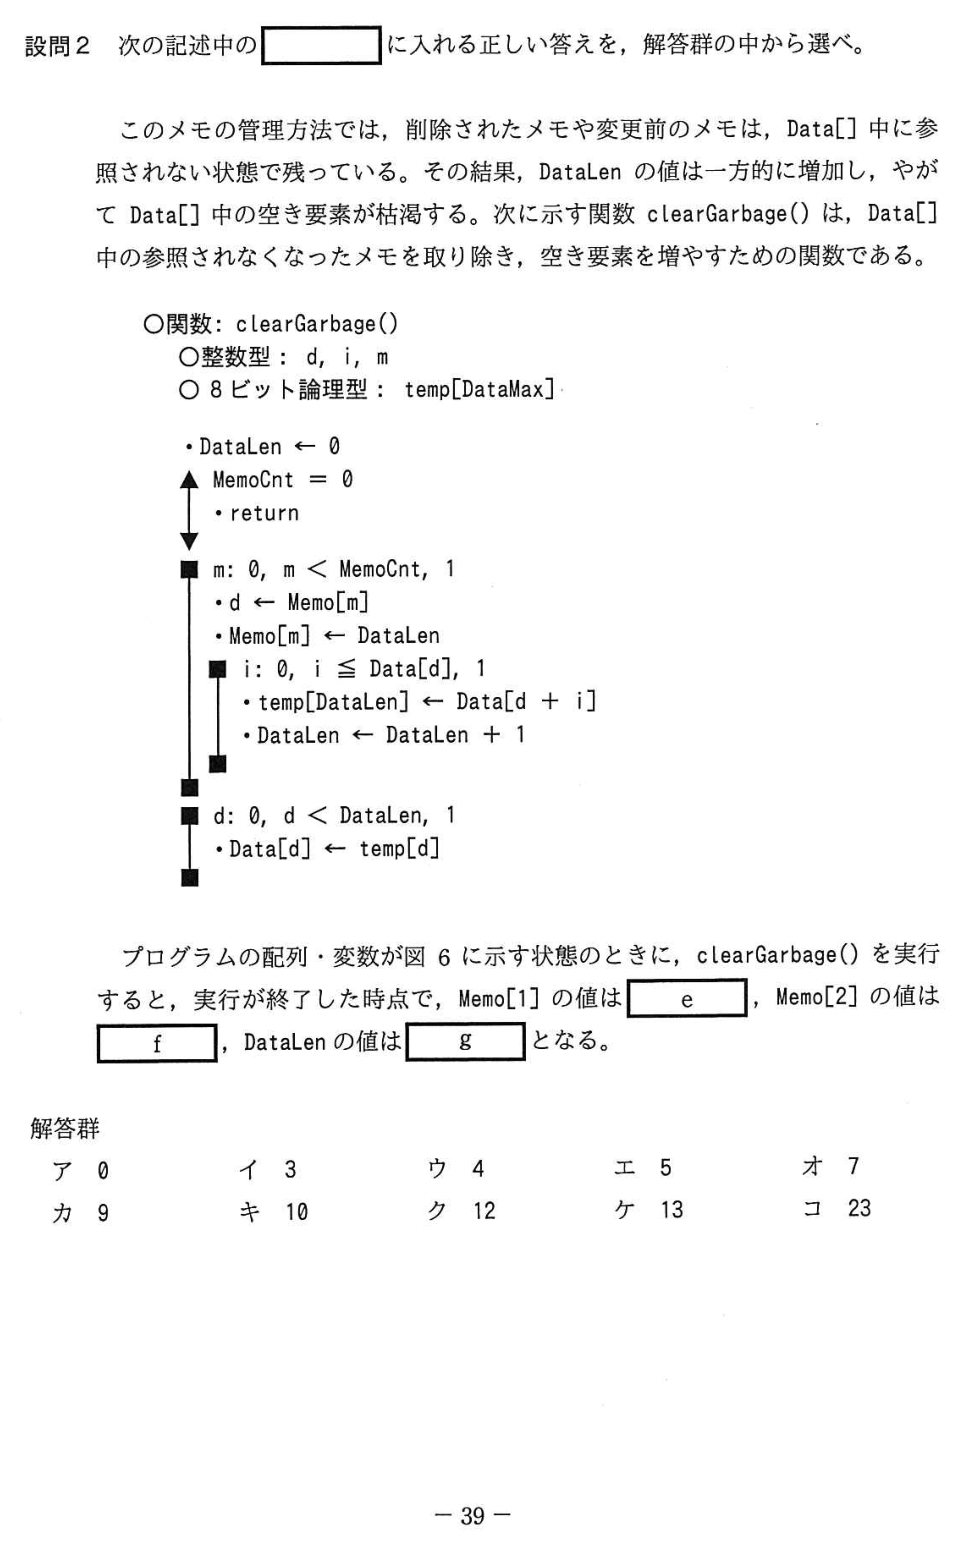 設問2 次の記述中の　　　　に入れる正しい答えを，解答群の中から選べ。
このメモの管理方法では，削除されたメモや変更前のメモは，Data[] 中に参
照されない状態で残っている。その結果，DataLen の値は一方的に増加し，やが
て Data[] 中の空き要素が枯渇する。次に示す関数 clearGarbage() は，Data[]
中の参照されなくなったメモを取り除き，空き要素を増やすための関数である。
○関数: clearGarbage()
○整数型: d, i, m
○8ビット論理型: temp[DataMax]
・DataLen ← 0
▲ MemoCnt = 0
・return
▼
■ m: 0, m < MemoCnt, 1
・d ← Memo[m]
・Memo[m] ← DataLen
■ i: 0, i ≦ Data[d], 1
・temp[DataLen] ← Data[d + i]
・DataLen ← DataLen + 1
■
■
■ d: 0, d < DataLen, 1
・Data[d] ← temp[d]
■
プログラムの配列・変数が図 6 に示す状態のときに，clearGarbage() を実行
すると，実行が終了した時点で，Memo[1] の値は e ，Memo[2] の値は
f ，DataLen の値は g となる。
解答群
ア 0 イ 3 ウ 4 エ 5 オ 7
カ 9 キ 10 ク 12 ケ 13 コ 23
－ 39 －